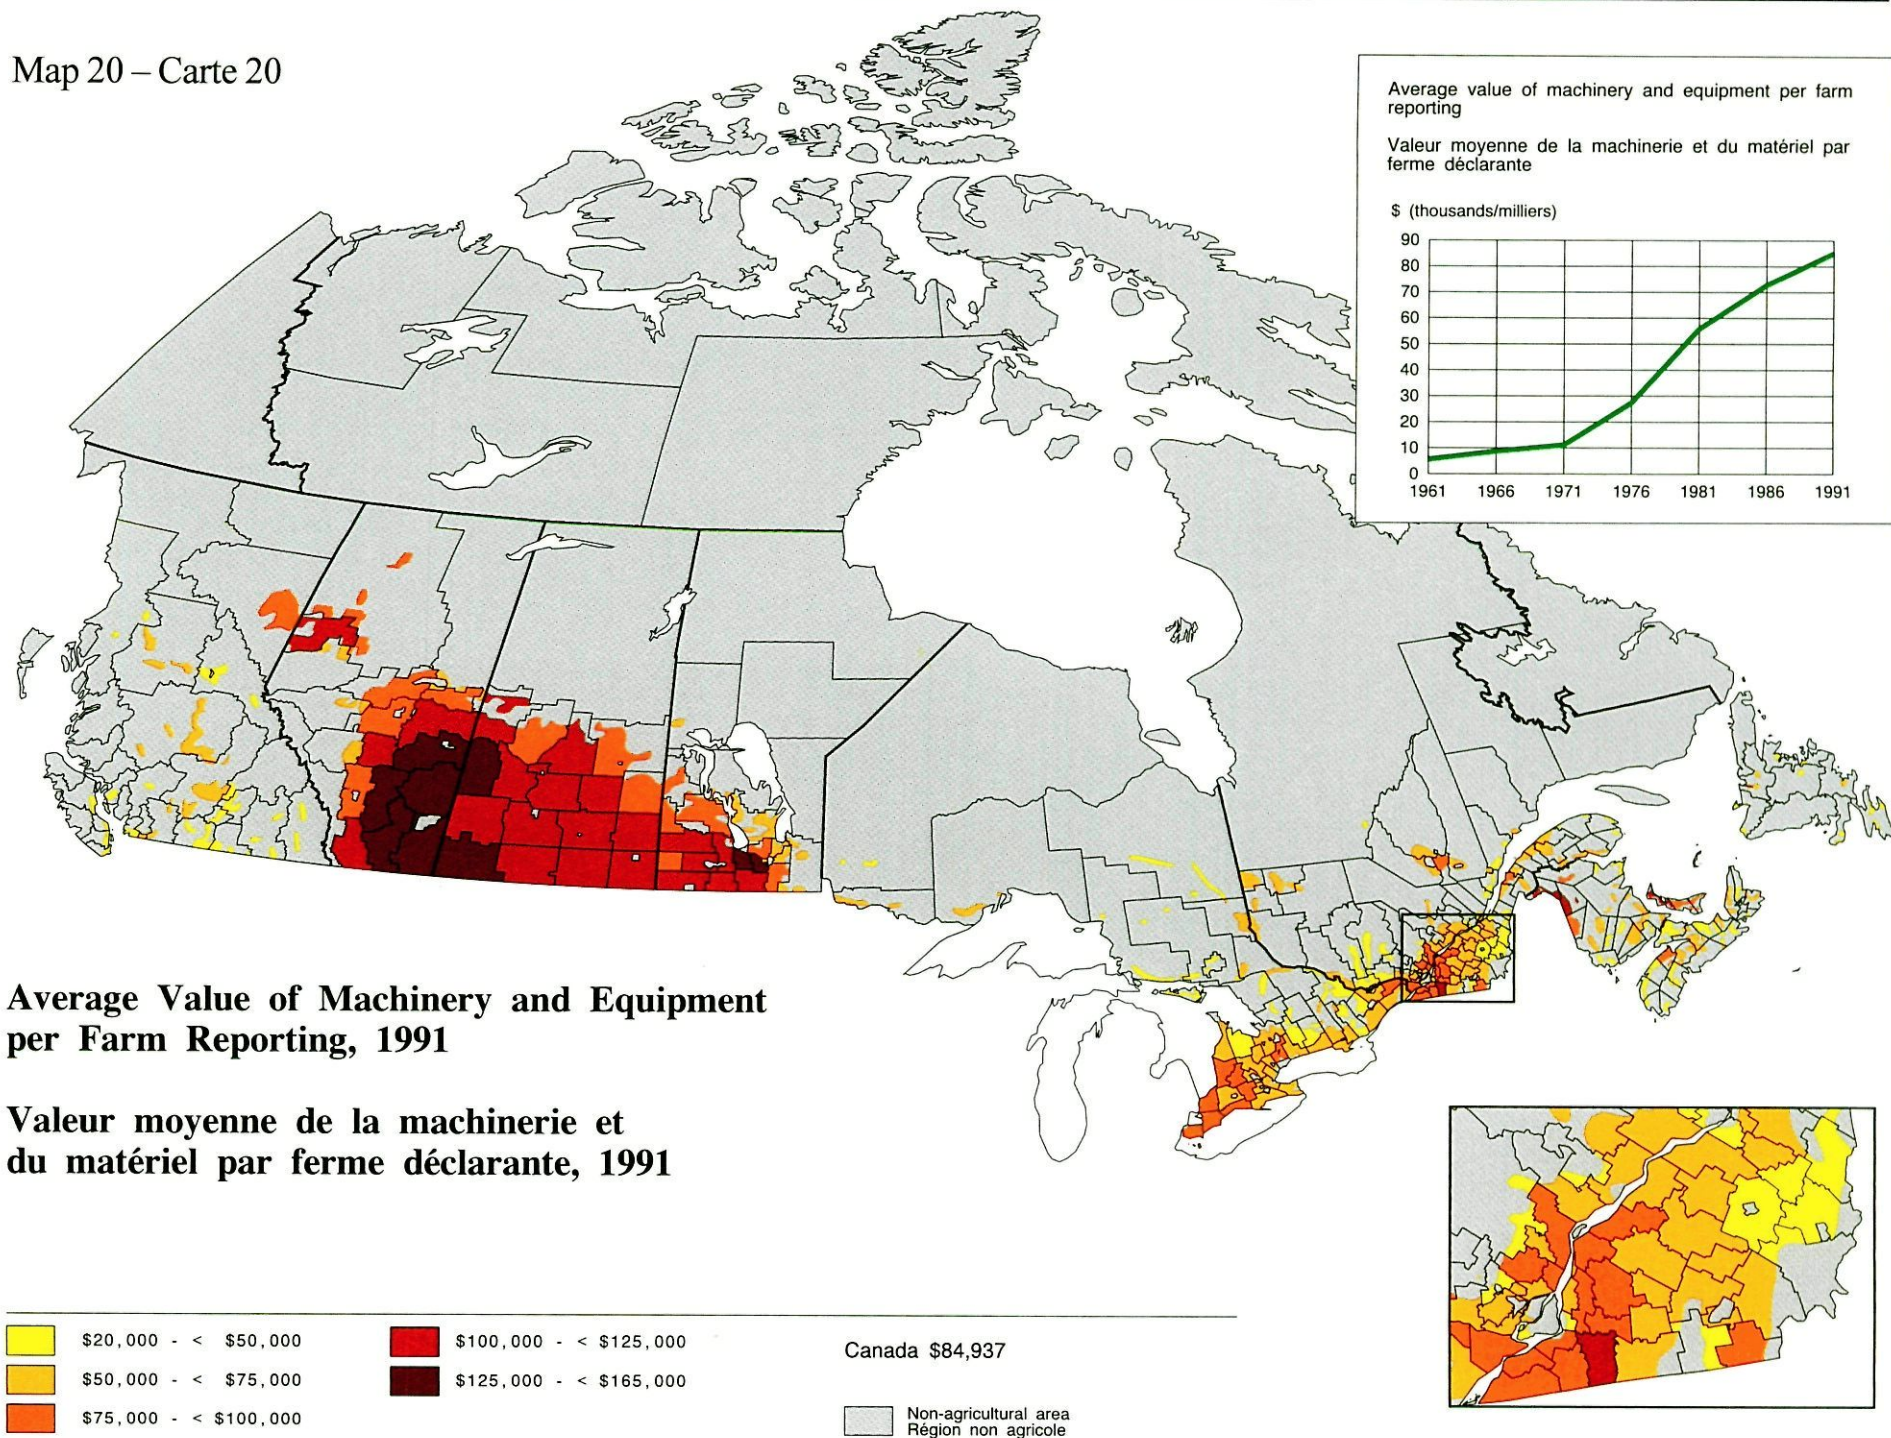 Map 20 – Carte 20
Average value of machinery and equipment per farm
reporting
Valeur moyenne de la machinerie et du matériel par
ferme déclarante
$ (thousands/milliers)
90
80
70
60
50
40
30
20
10
0
1961 1966 1971 1976 1981 1986 1991
Average Value of Machinery and Equipment
per Farm Reporting, 1991
Valeur moyenne de la machinerie et
du matériel par ferme déclarante, 1991
$20,000 - < $50,000
$50,000 - < $75,000
$75,000 - < $100,000
$100,000 - < $125,000
$125,000 - < $165,000
Canada $84,937
Non-agricultural area
Région non agricole